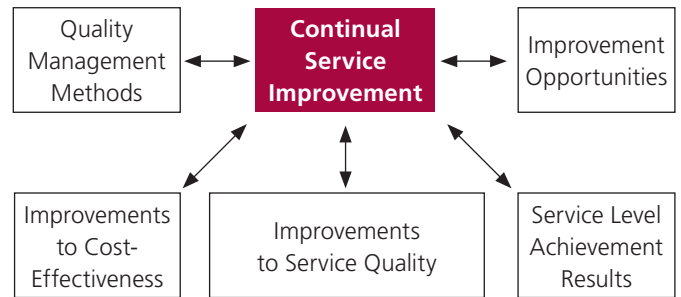 Quality
Management
Methods
Continual
Service
Improvement
Improvement
Opportunities
Improvements
to Cost-
Effectiveness
Improvements
to Service Quality
Service Level
Achievement
Results